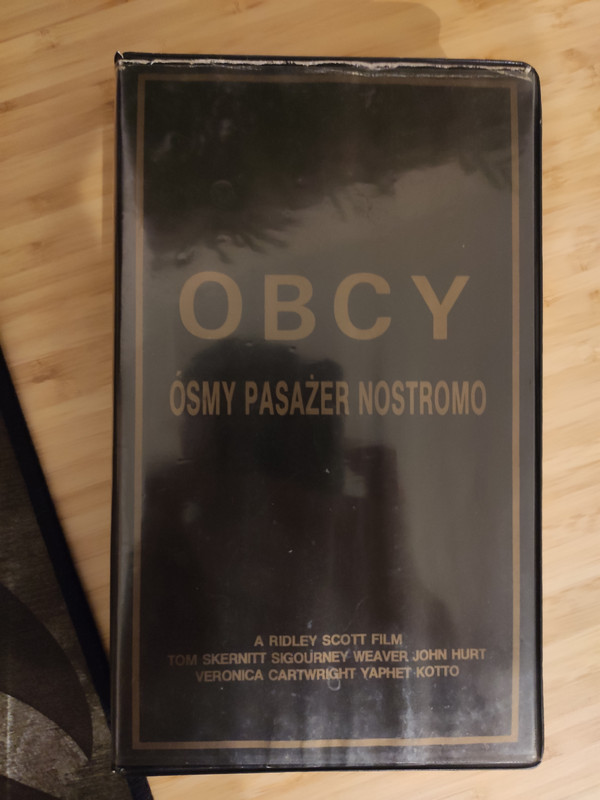 OBCY
ÓSMY PASAŻER NOSTROMO
A RIDLEY SCOTT FILM
TOM SKERNITT SIGOURNEY WEAVER JOHN HURT
VERONICA CARTWRIGHT YAPHET KOTTO